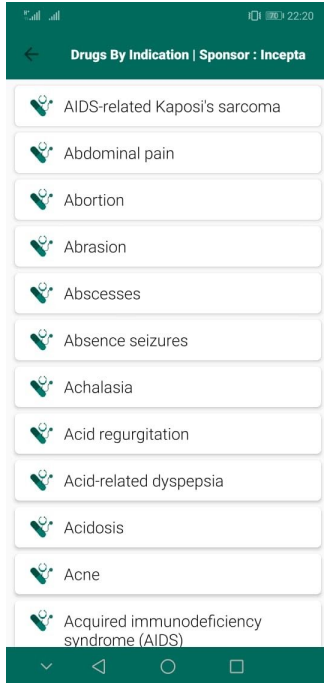 70 22:20
Drugs By Indication | Sponsor : Incepta
AIDS-related Kaposi's sarcoma
Abdominal pain
Abortion
Abrasion
Abscesses
Absence seizures
Achalasia
Acid regurgitation
Acid-related dyspepsia
Acidosis
Acne
Acquired immunodeficiency
syndrome (AIDS)